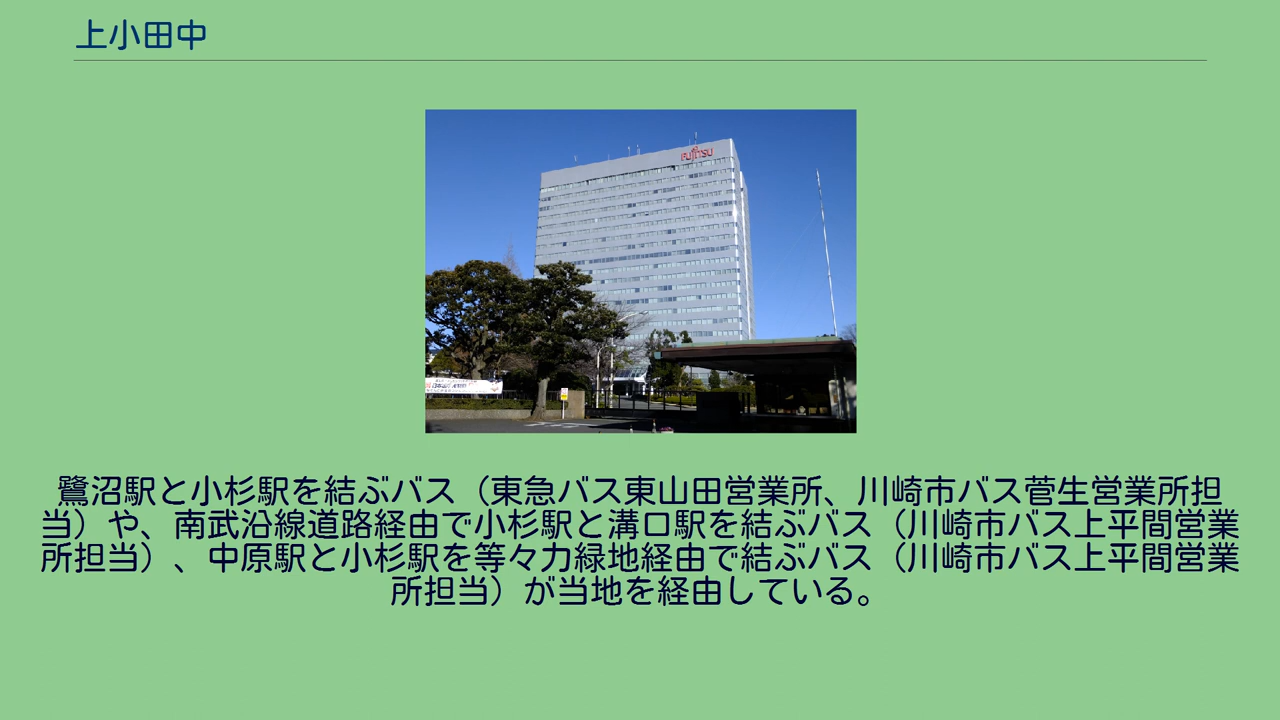 上小田中
FUJITSU
鷺沼駅と小杉駅を結ぶバス（東急バス東山田営業所、川崎市バス菅生営業所担
当）や、南武沿線道路経由で小杉駅と溝口駅を結ぶバス（川崎市バス上平間営業
所担当）、中原駅と小杉駅を等々力緑地経由で結ぶバス（川崎市バス上平間営業
所担当）が当地を経由している。